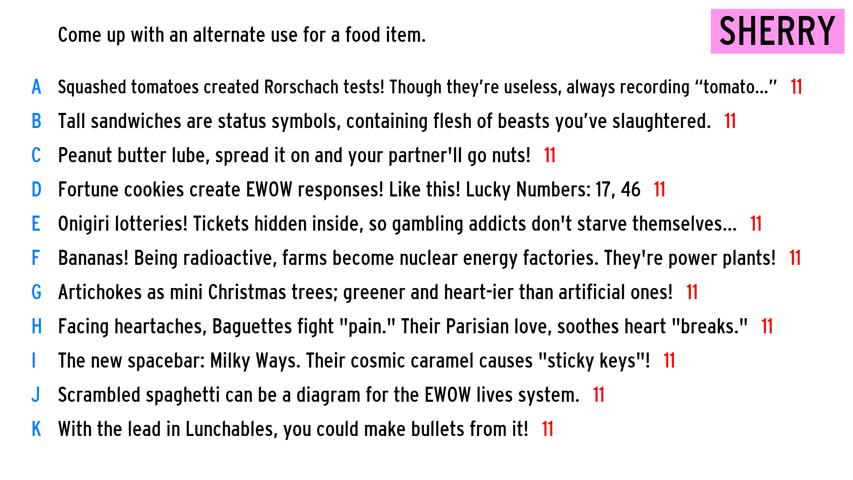 Come up with an alternate use for a food item.
SHERRY
A Squashed tomatoes created Rorschach tests! Though they’re useless, always recording “tomato...” 11
B Tall sandwiches are status symbols, containing flesh of beasts you’ve slaughtered. 11
C Peanut butter lube, spread it on and your partner'll go nuts! 11
D Fortune cookies create EWOW responses! Like this! Lucky Numbers: 17, 46 11
E Onigiri lotteries! Tickets hidden inside, so gambling addicts don't starve themselves... 11
F Bananas! Being radioactive, farms become nuclear energy factories. They're power plants! 11
G Artichokes as mini Christmas trees; greener and heart-ier than artificial ones! 11
H Facing heartaches, Baguettes fight "pain." Their Parisian love, soothes heart "breaks." 11
I The new spacebar: Milky Ways. Their cosmic caramel causes "sticky keys"! 11
J Scrambled spaghetti can be a diagram for the EWOW lives system. 11
K With the lead in Lunchables, you could make bullets from it! 11